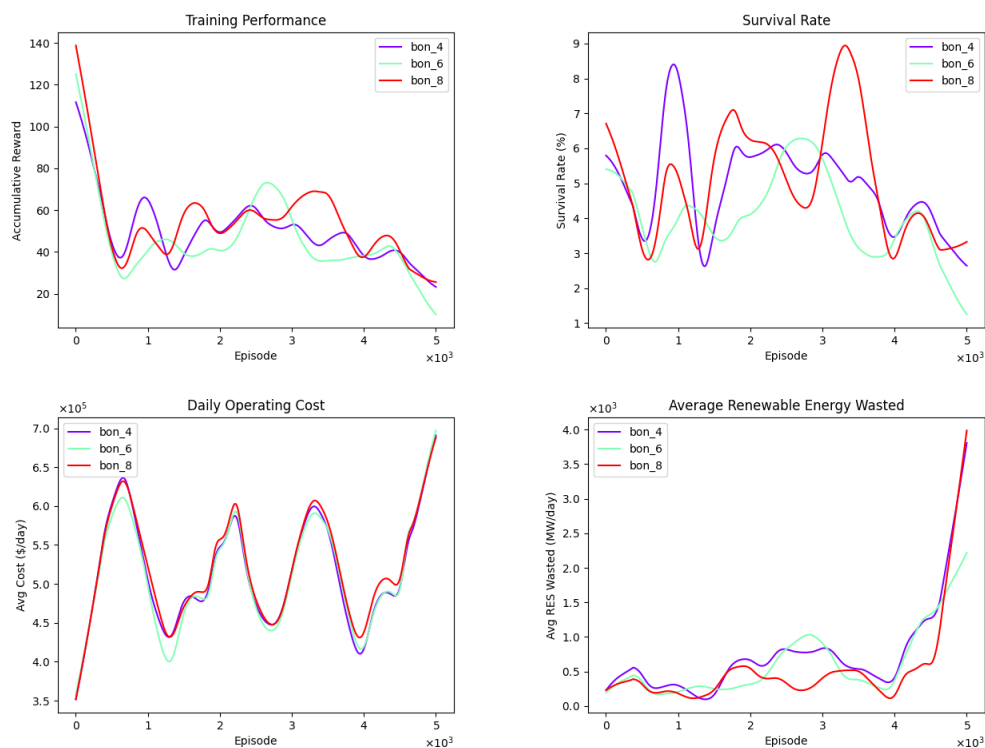 Training Performance
Accumulative Reward
140
120
100
80
60
40
20
bon_4
bon_6
bon_8
0
1
2
3
4
5
Episode
×10³
Survival Rate
Survival Rate (%)
9
8
7
6
5
4
3
2
1
bon_4
bon_6
bon_8
0
1
2
3
4
5
Episode
×10³
Daily Operating Cost
×10⁵
Avg Cost ($/day)
7.0
6.5
6.0
5.5
5.0
4.5
4.0
3.5
bon_4
bon_6
bon_8
0
1
2
3
4
5
Episode
×10³
Average Renewable Energy Wasted
×10³
Avg RES Wasted (MW/day)
4.0
3.5
3.0
2.5
2.0
1.5
1.0
0.5
0.0
bon_4
bon_6
bon_8
0
1
2
3
4
5
Episode
×10³